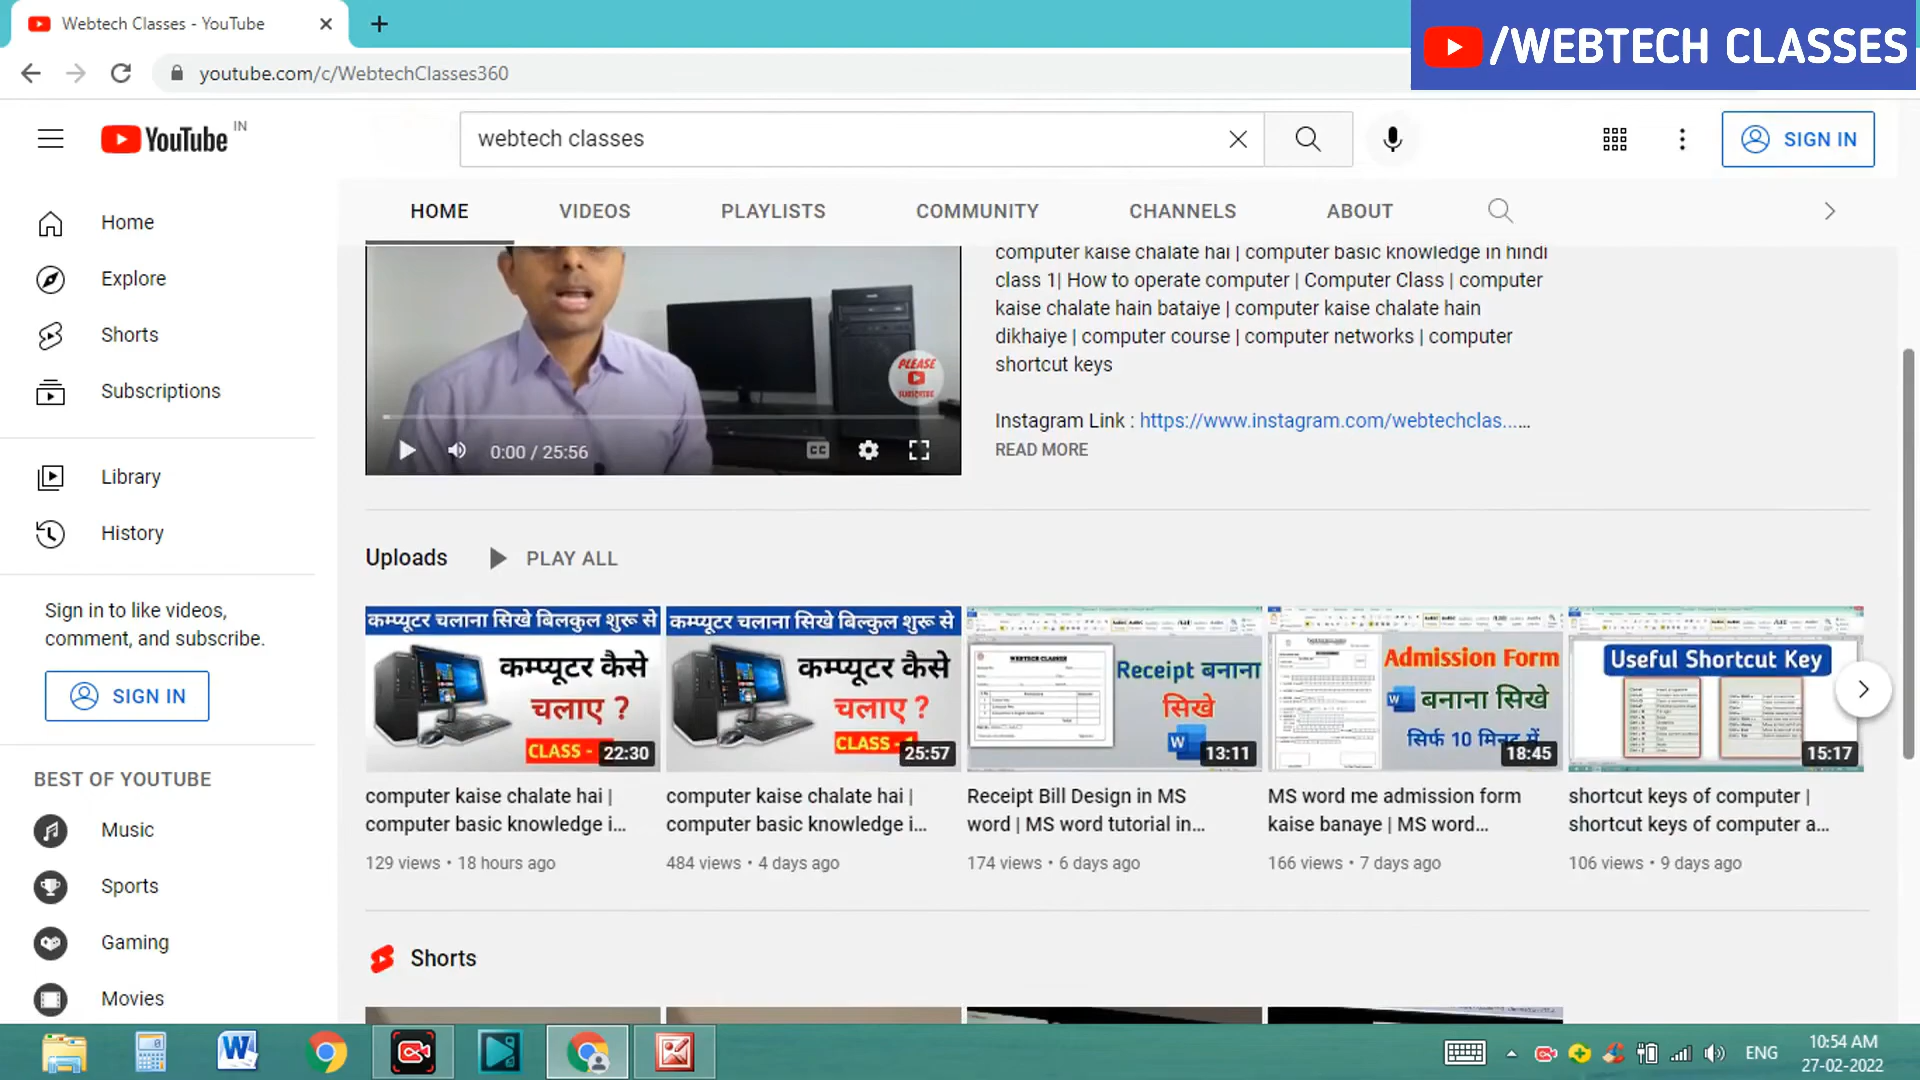 Webtech Classes - YouTube
/WEBTECH CLASSES
youtube.com/c/WebtechClasses360
YouTube IN
webtech classes
SIGN IN
HOME
VIDEOS
PLAYLISTS
COMMUNITY
CHANNELS
ABOUT
Home
Explore
Shorts
Subscriptions
Library
History
Sign in to like videos,
comment, and subscribe.
SIGN IN
BEST OF YOUTUBE
Music
Sports
Gaming
Movies
PLEASE
SUBSCRIBE
0:00 / 25:56
CC
computer kaise chalate hai | computer basic knowledge in hindi
class 1| How to operate computer | Computer Class | computer
kaise chalate hain bataiye | computer kaise chalate hain
dikhaiye | computer course | computer networks | computer
shortcut keys
Instagram Link : https://www.instagram.com/webtechclas......
READ MORE
Uploads
PLAY ALL
कम्प्यूटर चलाना सिखे बिलकुल शुरू से
कम्प्यूटर कैसे
चलाए ?
CLASS -
22:30
computer kaise chalate hai |
computer basic knowledge i...
129 views • 18 hours ago
कम्प्यूटर चलाना सिखे बिल्कुल शुरू से
कम्प्यूटर कैसे
चलाए ?
CLASS -
25:57
computer kaise chalate hai |
computer basic knowledge i...
484 views • 4 days ago
WEBTECH CLASSES
Receipt बनाना
सिखे
W
13:11
Receipt Bill Design in MS
word | MS word tutorial in...
174 views • 6 days ago
Admission Form
W बनाना सिखे
सिर्फ 10 मिनट में
18:45
MS word me admission form
kaise banaye | MS word...
166 views • 7 days ago
Useful Shortcut Key
15:17
shortcut keys of computer |
shortcut keys of computer a...
106 views • 9 days ago
Shorts
W
ENG
10:54 AM
27-02-2022